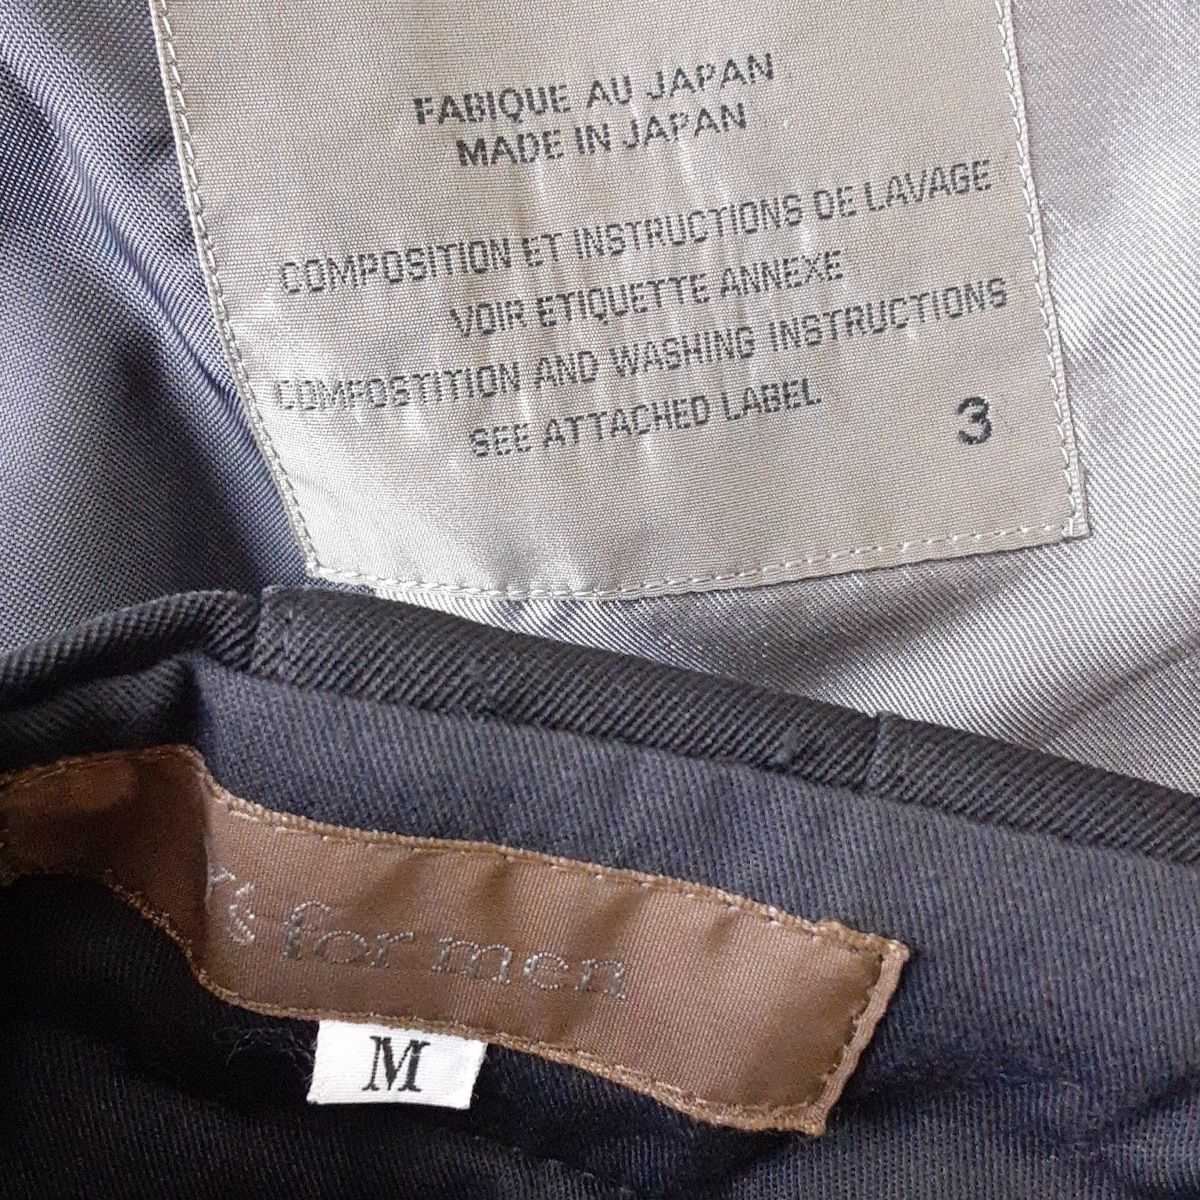 FABIQUE AU JAPAN
MADE IN JAPAN
COMPOSITION ET INSTRUCTIONS DE LAVAGE
VOIR ETIQUETTE ANNEXE
COMPOSTITION AND WASHING INSTRUCTIONS
SEE ATTACHED LABEL
3
Y's for men
M